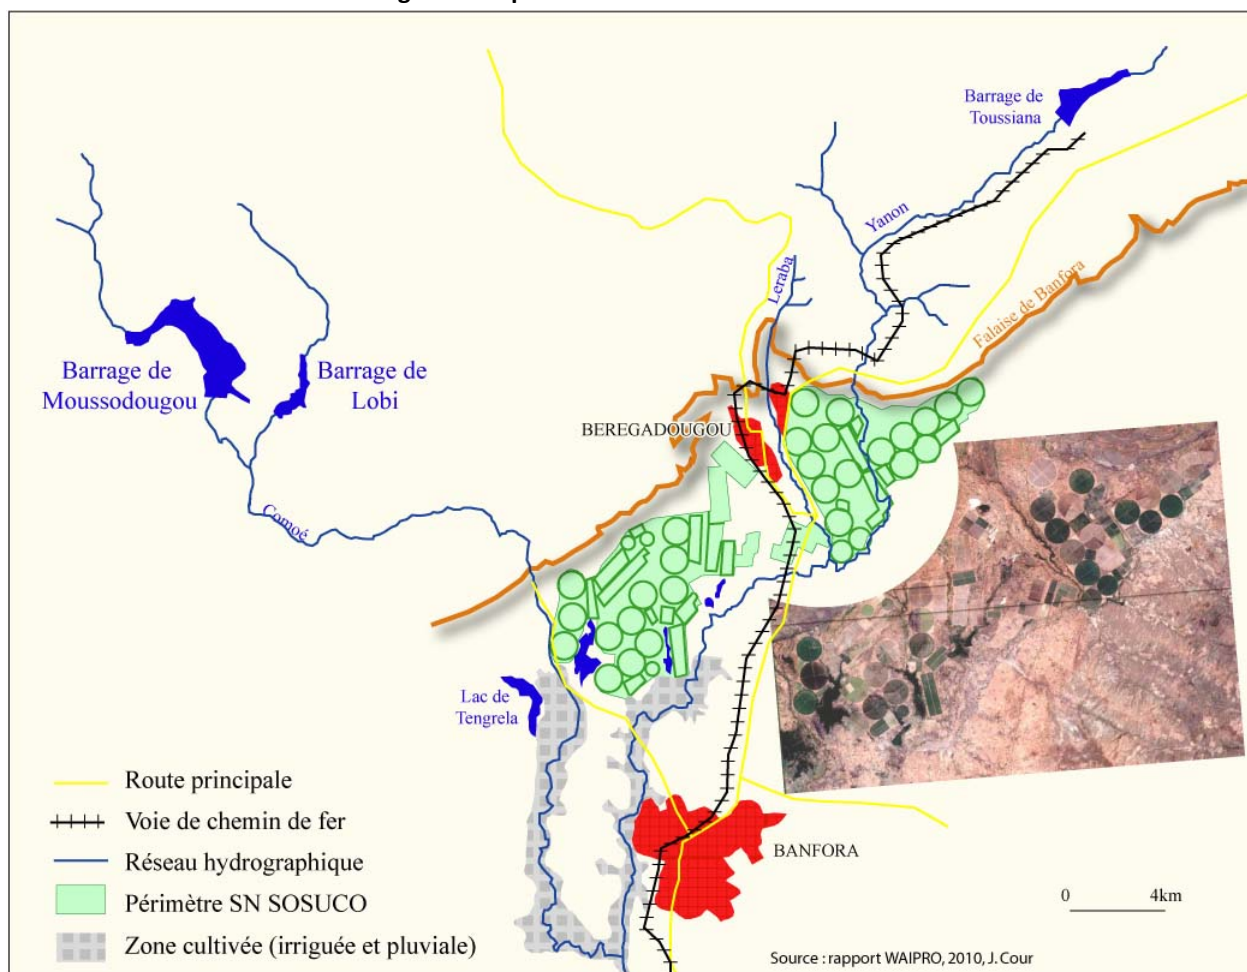 Barrage de
Toussiana
Yanon
Leraba
Falaise de Banfora
Barrage de
Moussodougou
Barrage de
Lobi
BEREGADOUGOU
Comoé
Lac de
Tengrela
Route principale
Voie de chemin de fer
Réseau hydrographique
Périmètre SN SOSUCO
Zone cultivée (irriguée et pluviale)
BANFORA
0 4km
Source : rapport WAIPRO, 2010, J. Cour